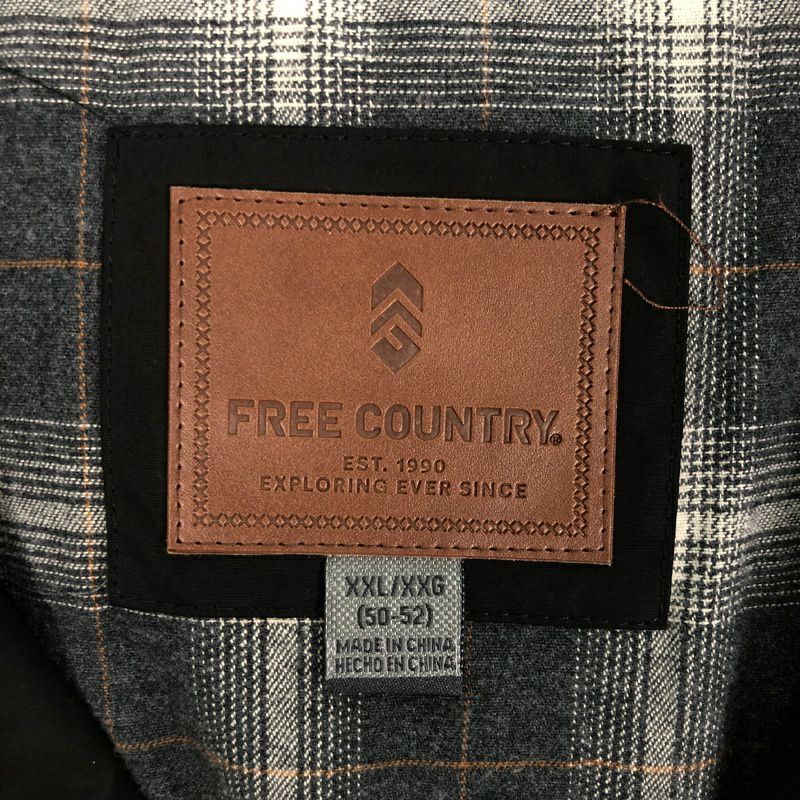 FREE COUNTRY®
EST. 1990
EXPLORING EVER SINCE
XXL/XXG
(50-52)
MADE IN CHINA
HECHO EN CHINA